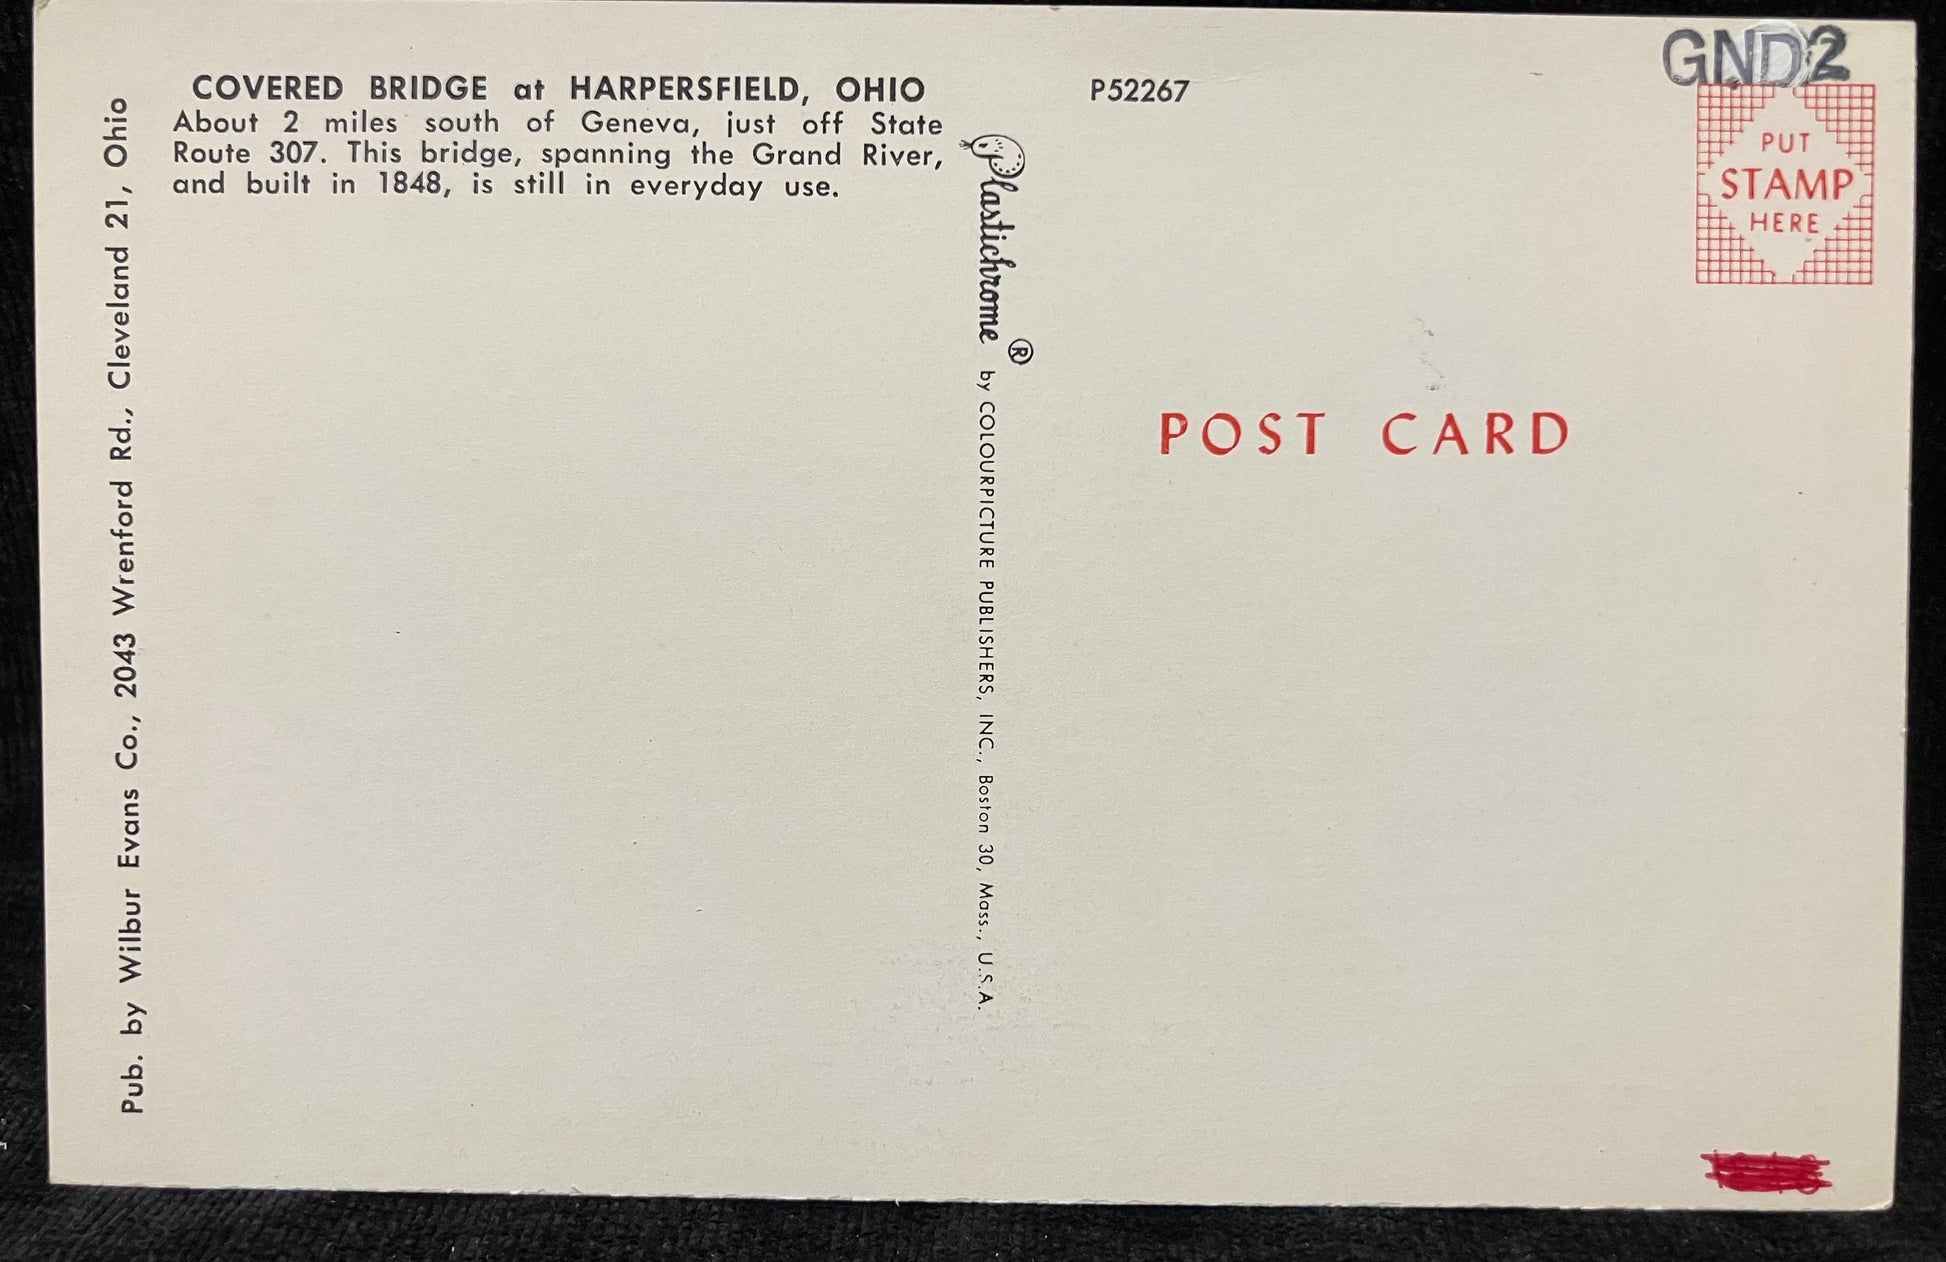 COVERED BRIDGE at HARPERSFIELD, OHIO
About 2 miles south of Geneva, just off State
Route 307. This bridge, spanning the Grand River,
and built in 1848, is still in everyday use.
Pub. by Wilbur Evans Co., 2043 Wrenford Rd., Cleveland 21, Ohio
Plastichrome ® by COLOURPICTURE PUBLISHERS, INC., Boston 30, Mass., U.S.A.
P52267
GND2
PUT
STAMP
HERE
POST CARD